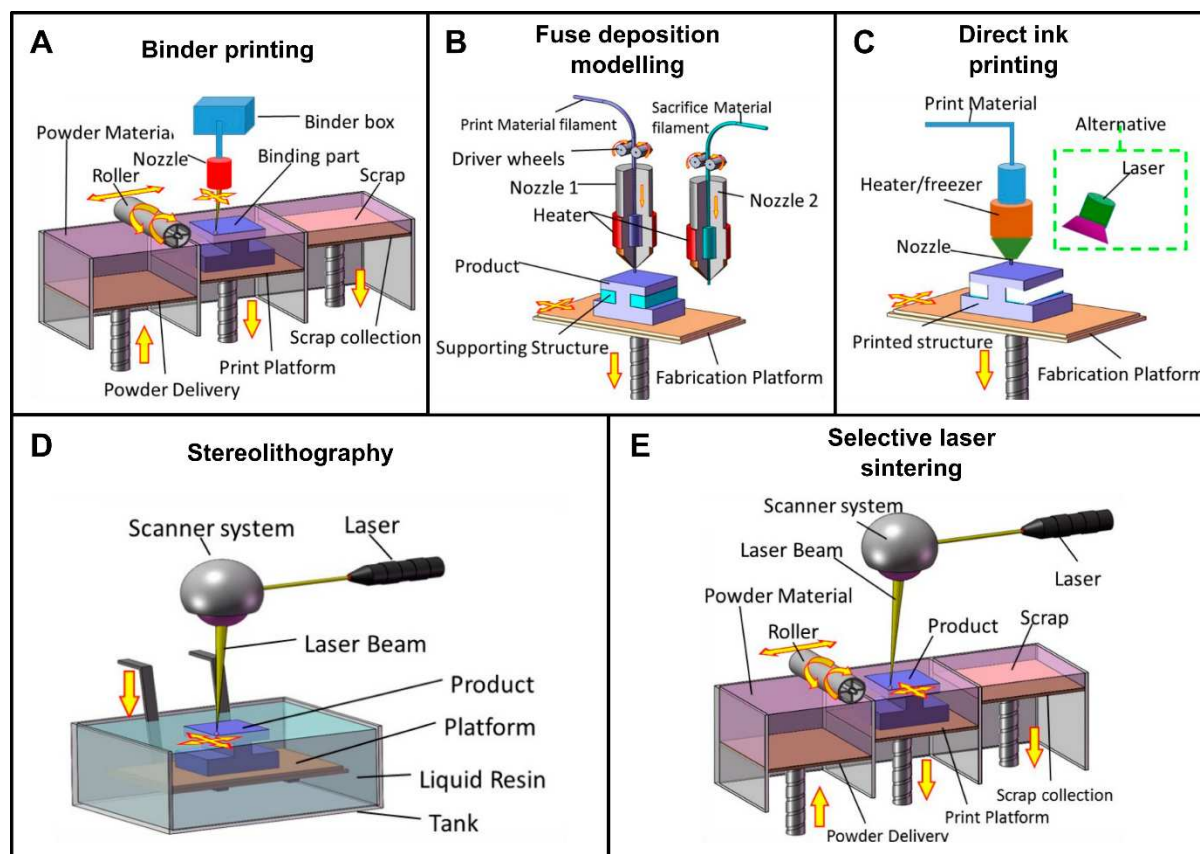 A
Binder printing
Binder box
Powder Material
Nozzle
Binding part
Roller
Scrap
Scrap collection
Print Platform
Powder Delivery
B
Fuse deposition
modelling
Print Material filament
Sacrifice Material
filament
Driver wheels
Nozzle 1
Nozzle 2
Heater
Product
Supporting Structure
Fabrication Platform
C
Direct ink
printing
Print Material
Alternative
Laser
Heater/freezer
Nozzle
Printed structure
Fabrication Platform
D
Stereolithography
Scanner system
Laser
Laser Beam
Product
Platform
Liquid Resin
Tank
E
Selective laser
sintering
Scanner system
Laser Beam
Laser
Powder Material
Roller
Product
Scrap
Scrap collection
Print Platform
Powder Delivery